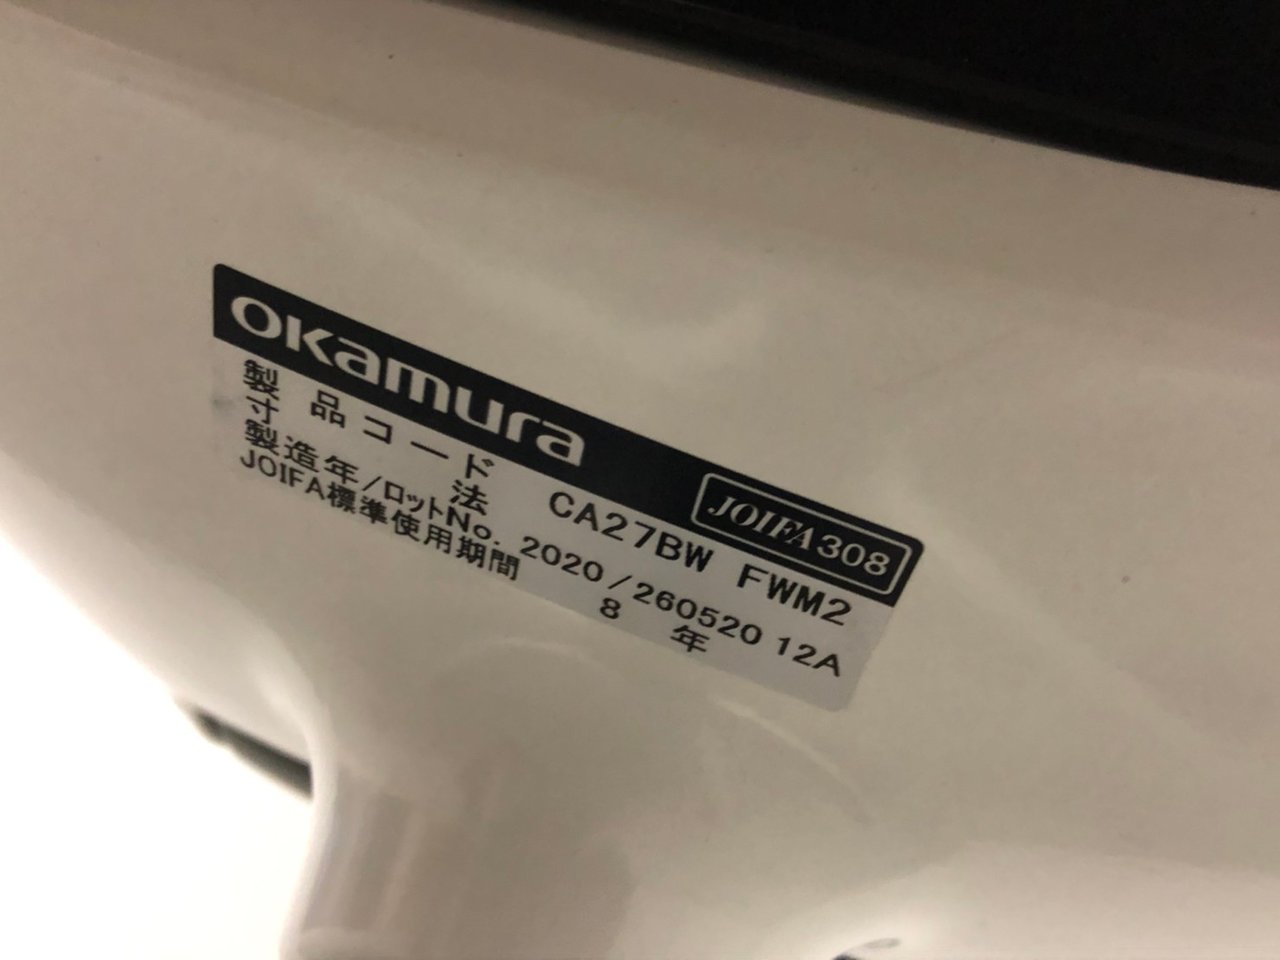 OKamura
JOIFA308
製品コード CA27BW FWM2
寸法
製造年/ロットNo. 2020/260520 12A
JOIFA標準使用期間 8 年